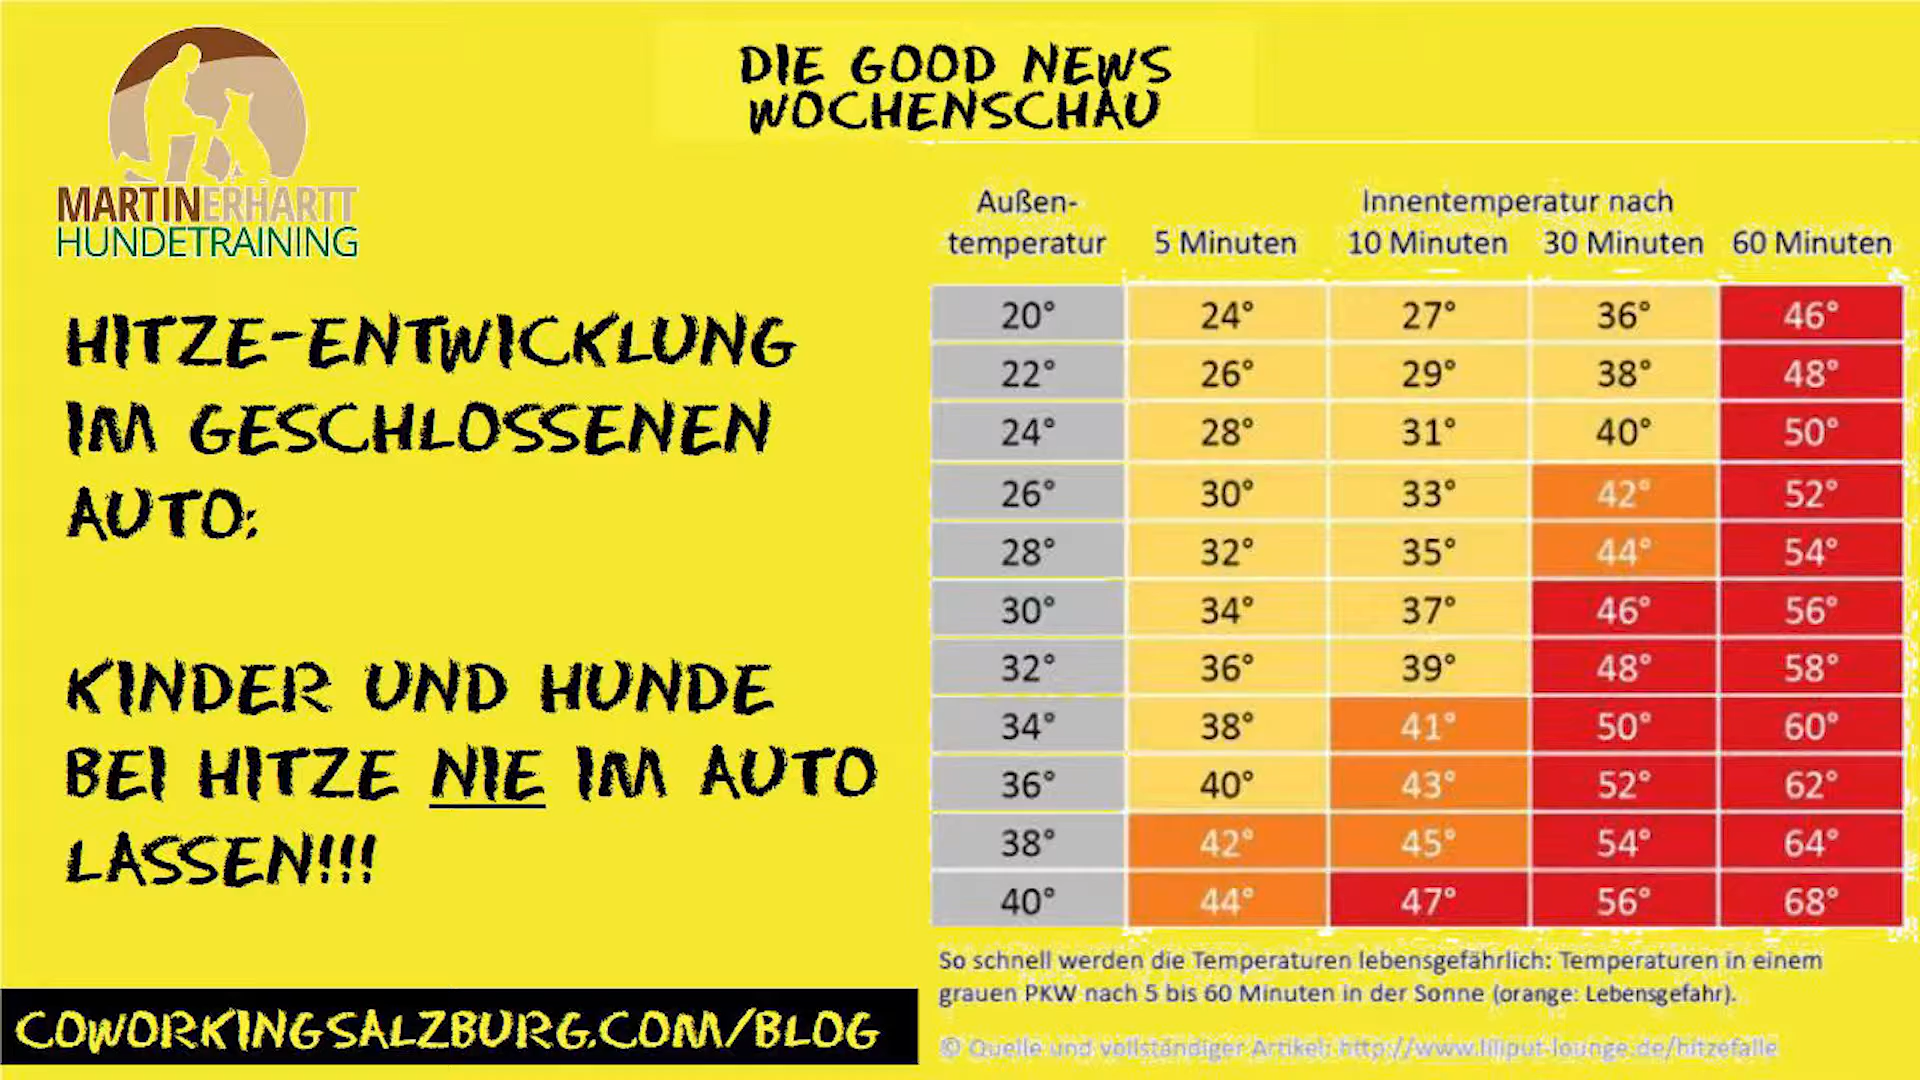 MARTINERHARTT
HUNDETRAINING
DIE GOOD NEWS
WOCHENSCHAU
HITZE-ENTWICKLUNG
IM GESCHLOSSENEN
AUTO:
KINDER UND HUNDE
BEI HITZE NIE IM AUTO
LASSEN!!!
COWORKINGSALZBURG.COM/BLOG
Außen- Innentemperatur nach
temperatur 5 Minuten 10 Minuten 30 Minuten 60 Minuten
20° 24° 27° 36° 46°
22° 26° 29° 38° 48°
24° 28° 31° 40° 50°
26° 30° 33° 42° 52°
28° 32° 35° 44° 54°
30° 34° 37° 46° 56°
32° 36° 39° 48° 58°
34° 38° 41° 50° 60°
36° 40° 43° 52° 62°
38° 42° 45° 54° 64°
40° 44° 47° 56° 68°
So schnell werden die Temperaturen lebensgefährlich: Temperaturen in einem
grauen PKW nach 5 bis 60 Minuten in der Sonne (orange: Lebensgefahr).
© Quelle und vollständiger Artikel: http://www.lilliput-lounge.de/hitzefalle